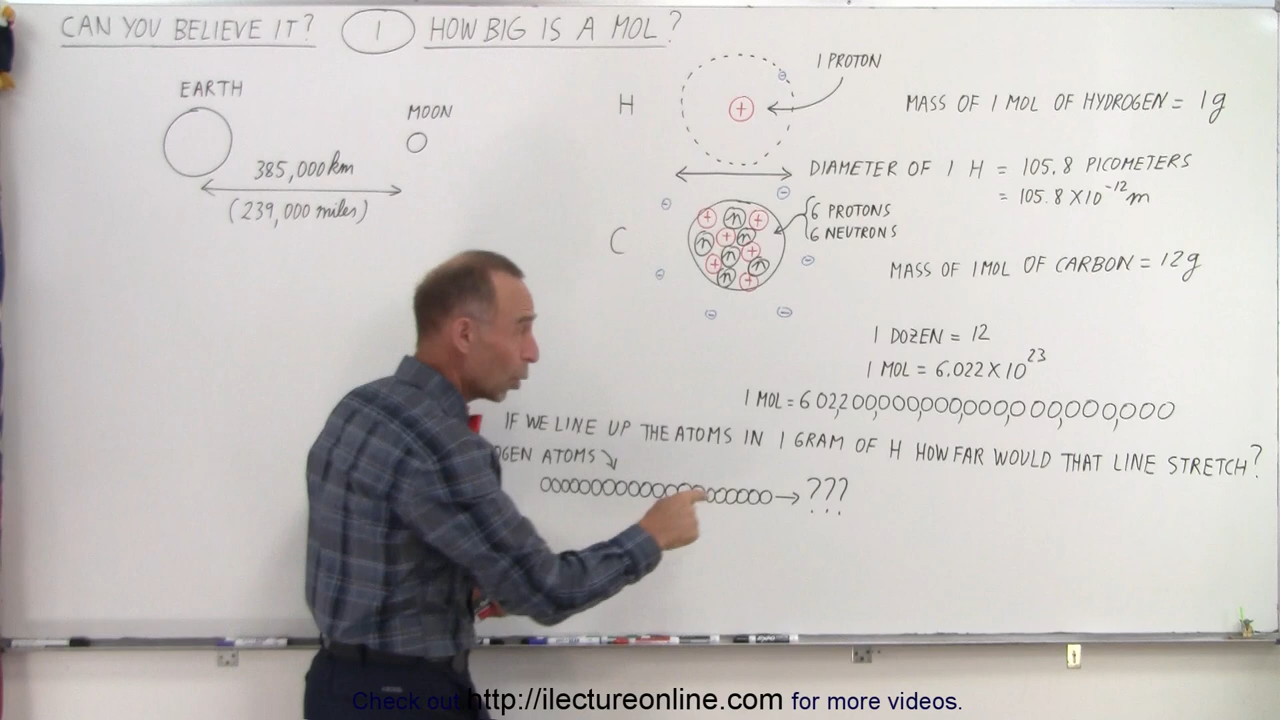 CAN YOU BELIEVE IT? 1 HOW BIG IS A MOL?
EARTH
MOON
385,000km
(239,000 miles)
H
+
1 PROTON
MASS OF 1 MOL OF HYDROGEN = 1g
DIAMETER OF 1 H = 105.8 PICOMETERS
= 105.8 X 10⁻¹² m
C
+ n +
n + n
+ n + n
n +
6 PROTONS
6 NEUTRONS
MASS OF 1 MOL OF CARBON = 12g
1 DOZEN = 12
1 MOL = 6.022 X 10²³
1 MOL = 602,200,000,000,000,000,000,000
IF WE LINE UP THE ATOMS IN 1 GRAM OF H HOW FAR WOULD THAT LINE STRETCH?
ATOMS
→ ???
Check out http://ilectureonline.com for more videos.